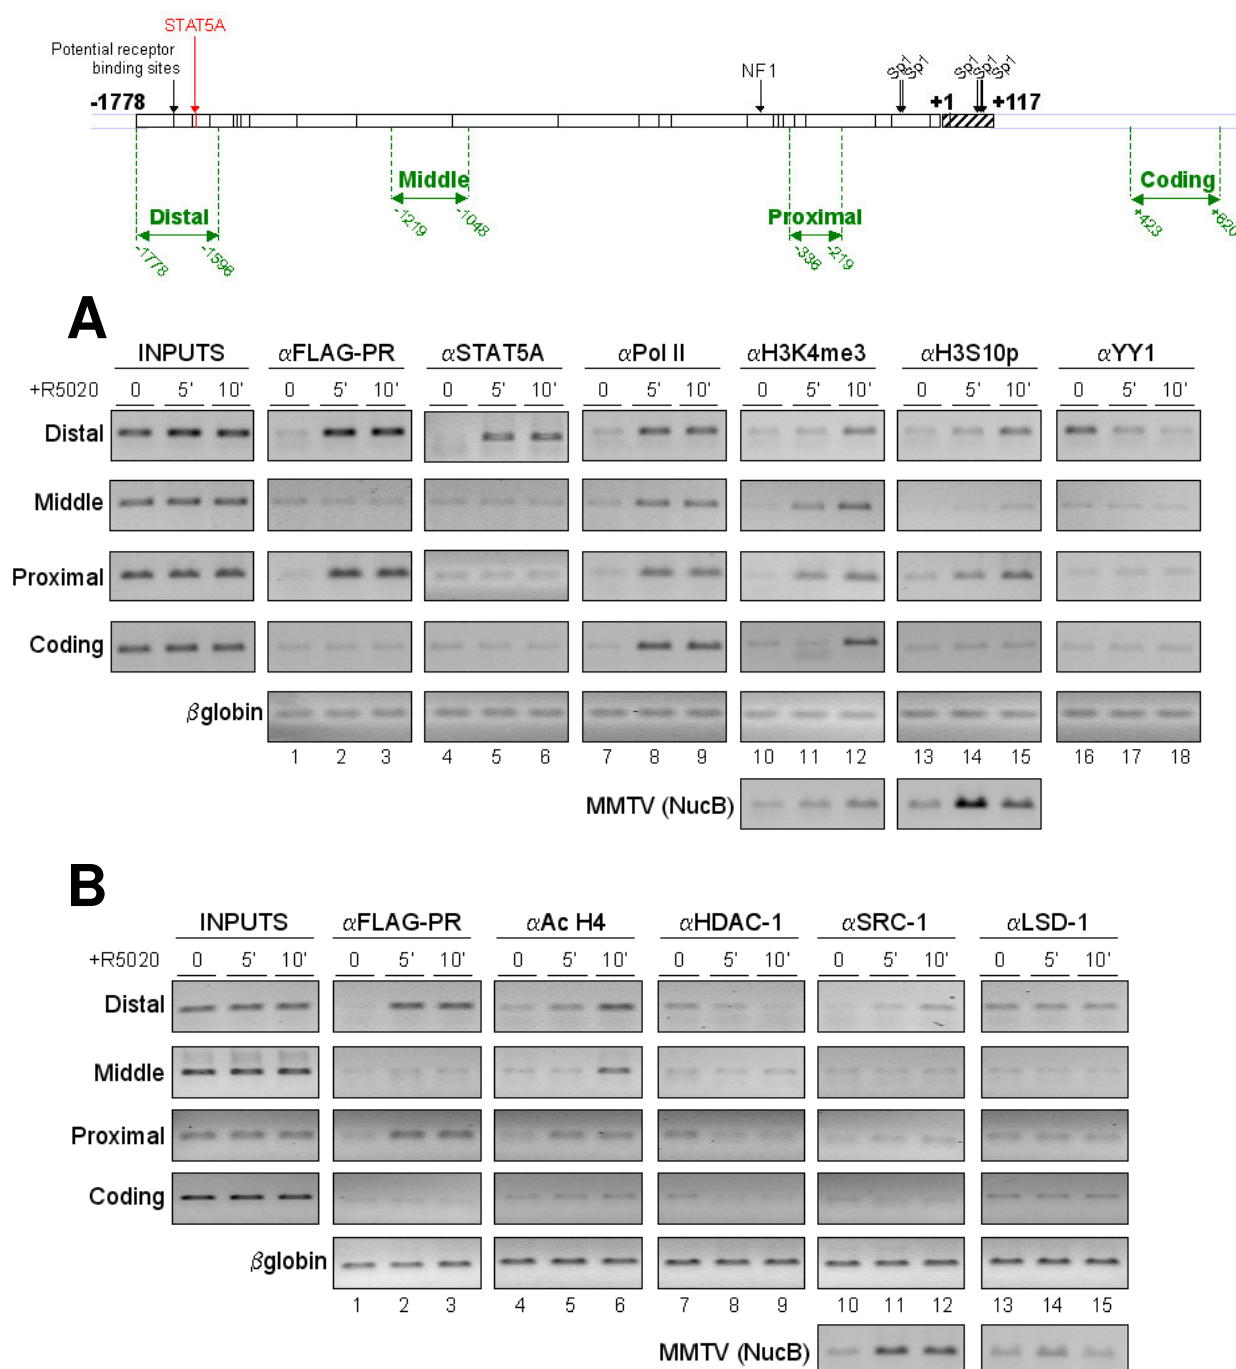 STAT5A
Potential receptor
binding sites
NF1
Sp1 Sp1
Sp1 Sp1 Sp1
-1778
+1
+117
Middle
Coding
Distal
Proximal
-1219 -1048
+423 +620
-1778 -1596
-336 -219
A
INPUTS αFLAG-PR αSTAT5A αPol II αH3K4me3 αH3S10p αYY1
+R5020 0 5' 10' 0 5' 10' 0 5' 10' 0 5' 10' 0 5' 10' 0 5' 10' 0 5' 10'
Distal
Middle
Proximal
Coding
βglobin
1 2 3 4 5 6 7 8 9 10 11 12 13 14 15 16 17 18
MMTV (NucB)
B
INPUTS αFLAG-PR αAc H4 αHDAC-1 αSRC-1 αLSD-1
+R5020 0 5' 10' 0 5' 10' 0 5' 10' 0 5' 10' 0 5' 10' 0 5' 10'
Distal
Middle
Proximal
Coding
βglobin
1 2 3 4 5 6 7 8 9 10 11 12 13 14 15
MMTV (NucB)